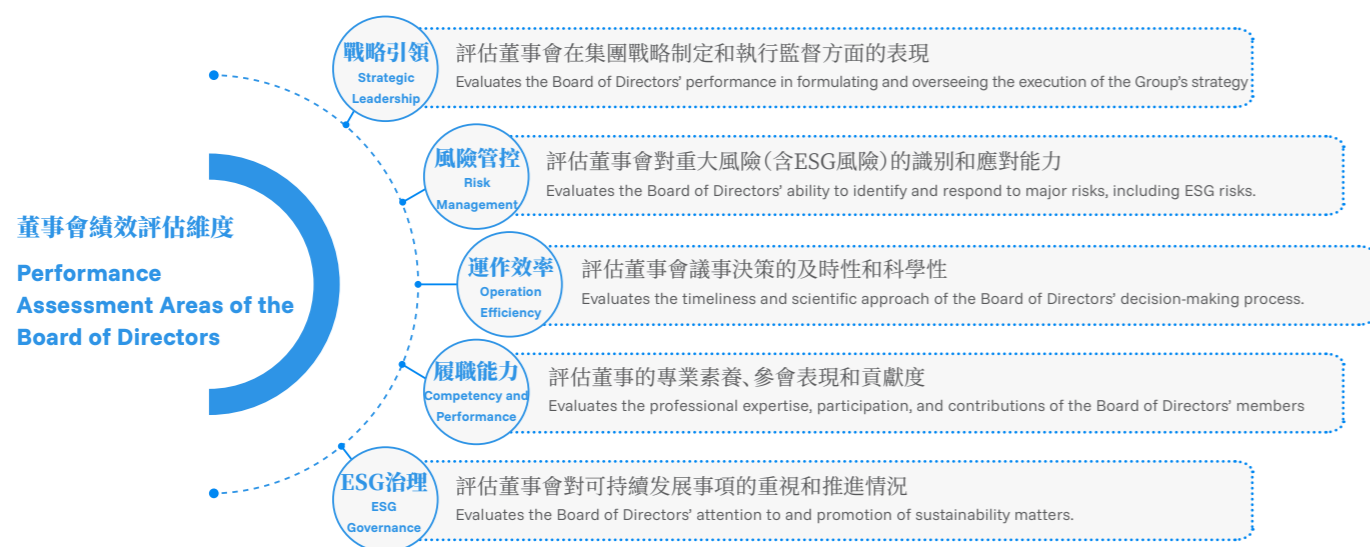 董事會績效評估維度
Performance
Assessment Areas of the
Board of Directors
戰略引領
Strategic
Leadership
評估董事會在集團戰略制定和執行監督方面的表現
Evaluates the Board of Directors’ performance in formulating and overseeing the execution of the Group’s strategy
風險管控
Risk
Management
評估董事會對重大風險（含ESG風險）的識別和應對能力
Evaluates the Board of Directors’ ability to identify and respond to major risks, including ESG risks.
運作效率
Operation
Efficiency
評估董事會議事決策的及時性和科學性
Evaluates the timeliness and scientific approach of the Board of Directors’ decision-making process.
履職能力
Competency and
Performance
評估董事的專業素養、參會表現和貢獻度
Evaluates the professional expertise, participation, and contributions of the Board of Directors’ members
ESG治理
ESG
Governance
評估董事會對可持續发展事項的重視和推進情況
Evaluates the Board of Directors’ attention to and promotion of sustainability matters.